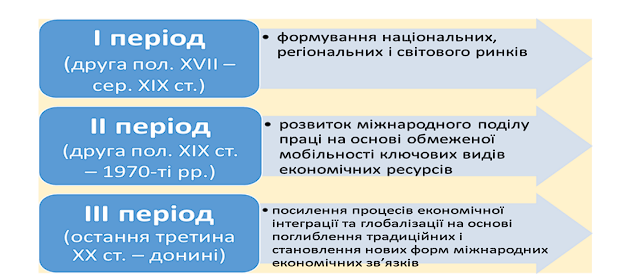 І період
(друга пол. XVII –
сер. XIX ст.)
• формування національних,
регіональних і світового ринків
ІІ період
(друга пол. XIX ст.
– 1970-ті рр.)
• розвиток міжнародного поділу
праці на основі обмеженої
мобільності ключових видів
економічних ресурсів
ІІІ період
(остання третина
XX ст. – донині)
• посилення процесів економічної
інтеграції та глобалізації на основі
поглиблення традиційних і
становлення нових форм міжнародних
економічних зв’язків